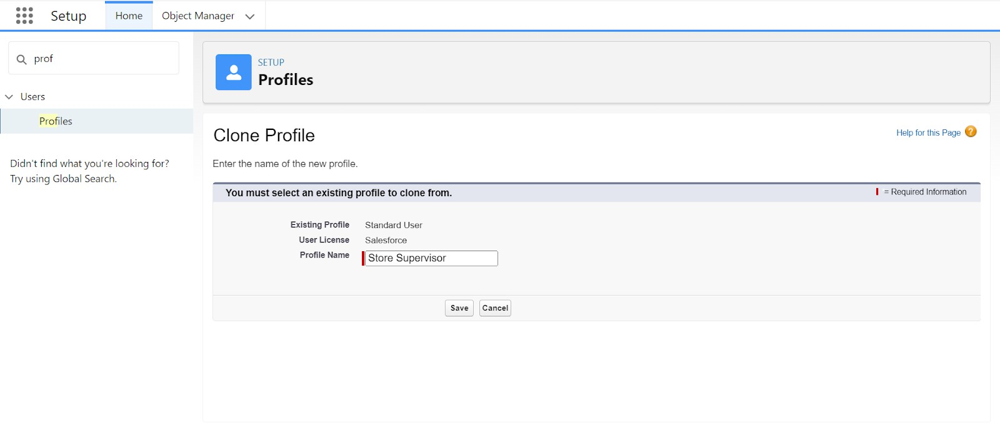 Setup
Home
Object Manager
prof
Users
Profiles
Didn't find what you're looking for?
Try using Global Search.
SETUP
Profiles
Clone Profile
Help for this Page ?
Enter the name of the new profile.
You must select an existing profile to clone from.
= Required Information
Existing Profile Standard User
User License Salesforce
Profile Name Store Supervisor
Save Cancel